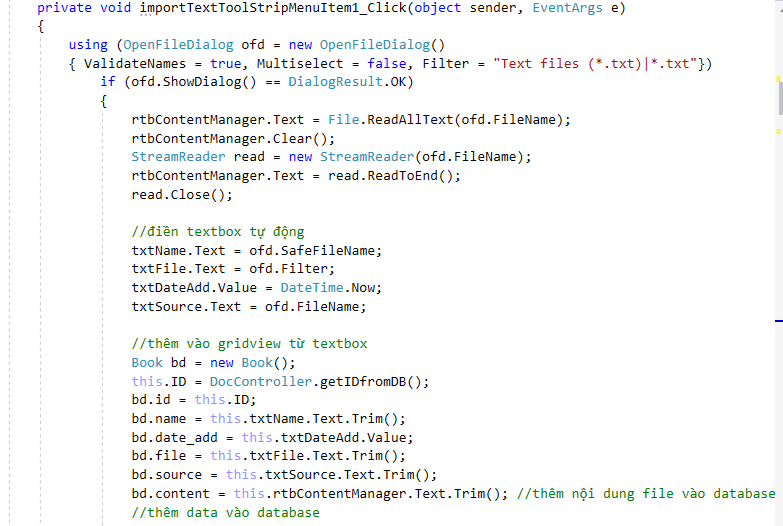 private void importTextToolStripMenuItem1_Click(object sender, EventArgs e)
{
using (OpenFileDialog ofd = new OpenFileDialog()
{ ValidateNames = true, Multiselect = false, Filter = "Text files (*.txt)|*.txt"})
if (ofd.ShowDialog() == DialogResult.OK)
{
rtbContentManager.Text = File.ReadAllText(ofd.FileName);
rtbContentManager.Clear();
StreamReader read = new StreamReader(ofd.FileName);
rtbContentManager.Text = read.ReadToEnd();
read.Close();
//điền textbox tự động
txtName.Text = ofd.SafeFileName;
txtFile.Text = ofd.Filter;
txtDateAdd.Value = DateTime.Now;
txtSource.Text = ofd.FileName;
//thêm vào gridview từ textbox
Book bd = new Book();
this.ID = DocController.getIDfromDB();
bd.id = this.ID;
bd.name = this.txtName.Text.Trim();
bd.date_add = this.txtDateAdd.Value;
bd.file = this.txtFile.Text.Trim();
bd.source = this.txtSource.Text.Trim();
bd.content = this.rtbContentManager.Text.Trim(); //thêm nội dung file vào database
//thêm data vào database